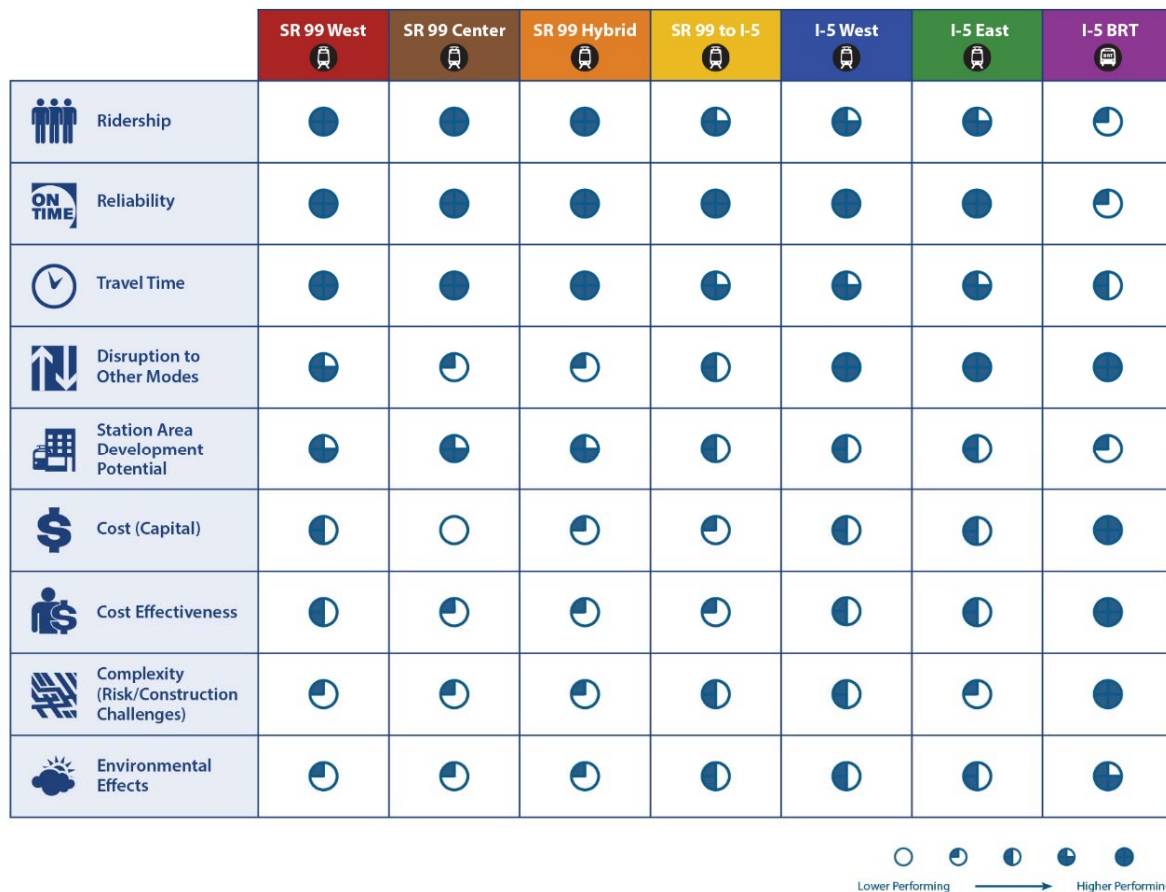 SR 99 West
SR 99 Center
SR 99 Hybrid
SR 99 to I-5
I-5 West
I-5 East
I-5 BRT
BRT
Ridership
ON
TIME
Reliability
Travel Time
Disruption to
Other Modes
Station Area
Development
Potential
$
Cost (Capital)
$
Cost Effectiveness
Complexity
(Risk/Construction
Challenges)
Environmental
Effects
Lower Performing
Higher Performin